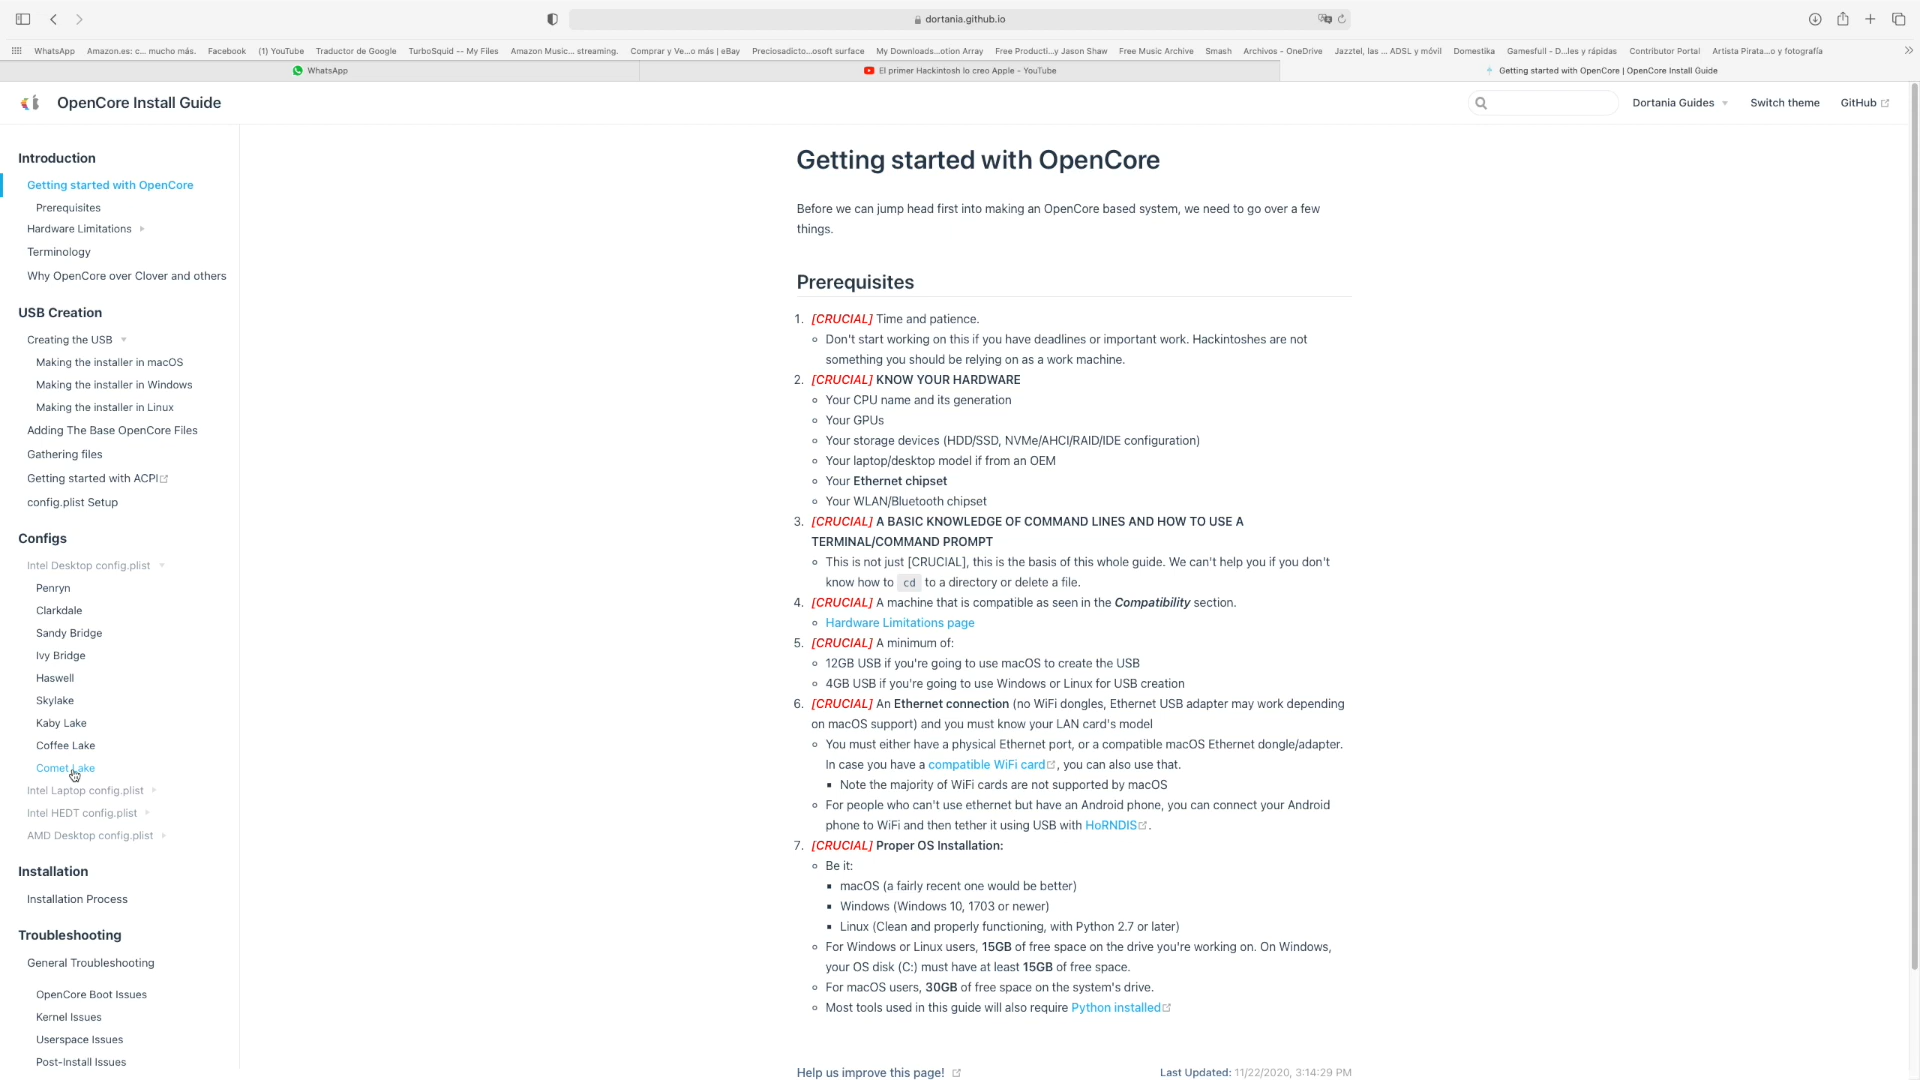 dortania.github.io
WhatsApp Amazon.es: c... mucho más. Facebook (1) YouTube Traductor de Google TurboSquid -- My Files Amazon Music... streaming. Comprar y Ve...o más | eBay Preciosadicto...osoft surface My Downloads...otion Array Free Producti...y Jason Shaw Free Music Archive Smash Archivos - OneDrive Jazztel, las ... ADSL y móvil Domestika Gamesfull - D...les y rápidas Contributor Portal Artista Pirata...o y fotografía
WhatsApp
El primer Hackintosh lo creo Apple - YouTube
Getting started with OpenCore | OpenCore Install Guide
OpenCore Install Guide
Dortania Guides
Switch theme
GitHub
Introduction
Getting started with OpenCore
Prerequisites
Hardware Limitations
Terminology
Why OpenCore over Clover and others
USB Creation
Creating the USB
Making the installer in macOS
Making the installer in Windows
Making the installer in Linux
Adding The Base OpenCore Files
Gathering files
Getting started with ACPI
config.plist Setup
Configs
Intel Desktop config.plist
Penryn
Clarkdale
Sandy Bridge
Ivy Bridge
Haswell
Skylake
Kaby Lake
Coffee Lake
Comet Lake
Intel Laptop config.plist
Intel HEDT config.plist
AMD Desktop config.plist
Installation
Installation Process
Troubleshooting
General Troubleshooting
OpenCore Boot Issues
Kernel Issues
Userspace Issues
Post-Install Issues
Getting started with OpenCore
Before we can jump head first into making an OpenCore based system, we need to go over a few
things.
Prerequisites
1. [CRUCIAL] Time and patience.
Don't start working on this if you have deadlines or important work. Hackintoshes are not
something you should be relying on as a work machine.
2. [CRUCIAL] KNOW YOUR HARDWARE
Your CPU name and its generation
Your GPUs
Your storage devices (HDD/SSD, NVMe/AHCI/RAID/IDE configuration)
Your laptop/desktop model if from an OEM
Your Ethernet chipset
Your WLAN/Bluetooth chipset
3. [CRUCIAL] A BASIC KNOWLEDGE OF COMMAND LINES AND HOW TO USE A
TERMINAL/COMMAND PROMPT
This is not just [CRUCIAL], this is the basis of this whole guide. We can't help you if you don't
know how to cd to a directory or delete a file.
4. [CRUCIAL] A machine that is compatible as seen in the Compatibility section.
Hardware Limitations page
5. [CRUCIAL] A minimum of:
12GB USB if you're going to use macOS to create the USB
4GB USB if you're going to use Windows or Linux for USB creation
6. [CRUCIAL] An Ethernet connection (no WiFi dongles, Ethernet USB adapter may work depending
on macOS support) and you must know your LAN card's model
You must either have a physical Ethernet port, or a compatible macOS Ethernet dongle/adapter.
In case you have a compatible WiFi card, you can also use that.
Note the majority of WiFi cards are not supported by macOS
For people who can't use ethernet but have an Android phone, you can connect your Android
phone to WiFi and then tether it using USB with HoRNDIS.
7. [CRUCIAL] Proper OS Installation:
Be it:
macOS (a fairly recent one would be better)
Windows (Windows 10, 1703 or newer)
Linux (Clean and properly functioning, with Python 2.7 or later)
For Windows or Linux users, 15GB of free space on the drive you're working on. On Windows,
your OS disk (C:) must have at least 15GB of free space.
For macOS users, 30GB of free space on the system's drive.
Most tools used in this guide will also require Python installed
Help us improve this page!
Last Updated: 11/22/2020, 3:14:29 PM